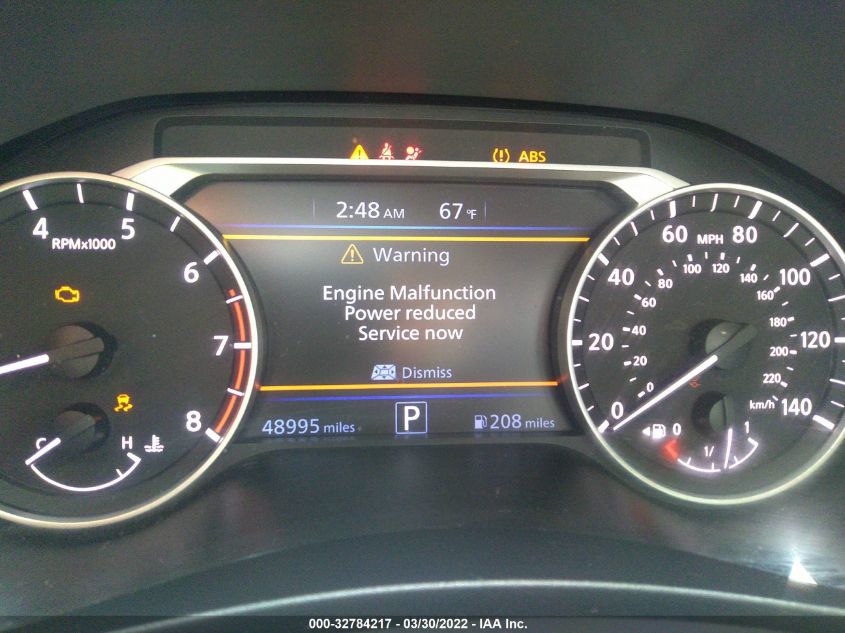 ABS
2:48 AM 67 °F
Warning
Engine Malfunction
Power reduced
Service now
Dismiss
48995 miles
P
208 miles
4 5 6 7 8
RPMx1000
C H
0 20 40 60 80 100 120 140
MPH
0 20 40 60 80 100 120 140 160 180 200 220
km/h
0 1/ 1
000-32784217 - 03/30/2022 - IAA Inc.